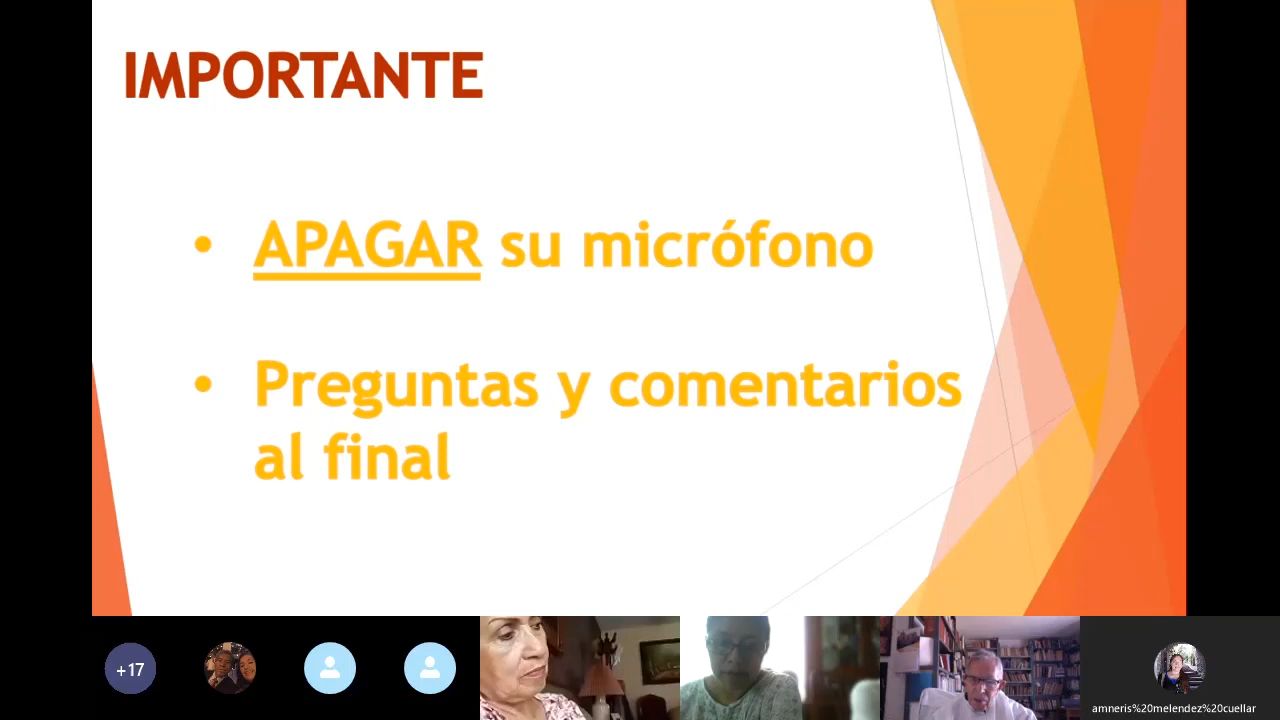 IMPORTANTE
• APAGAR su micrófono
• Preguntas y comentarios
al final
+17
amneris%20melendez%20cuellar